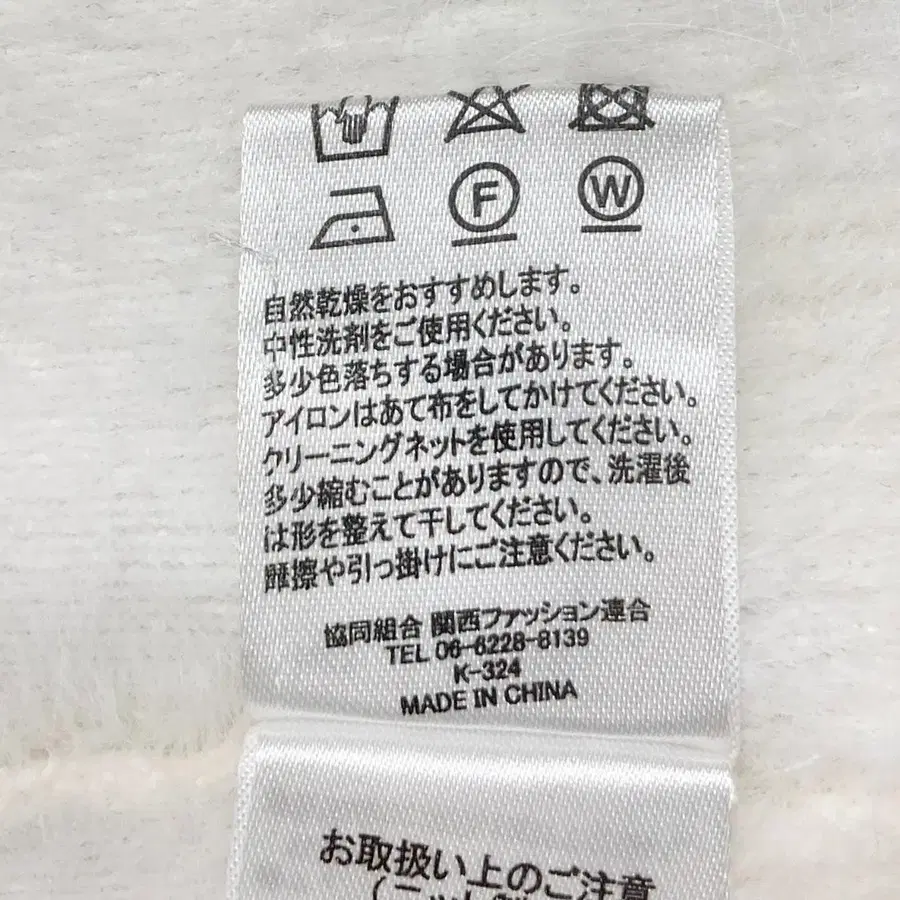 F W
自然乾燥をおすすめします。
中性洗剤をご使用ください。
多少色落ちする場合があります。
アイロンはあて布をしてかけてください。
クリーニングネットを使用してください。
多少縮むことがありますので、洗濯後
は形を整えて干してください。
摩擦や引っ掛けにご注意ください。
協同組合 関西ファッション連合
TEL 06-6228-8139
K-324
MADE IN CHINA
お取扱い上のご注意